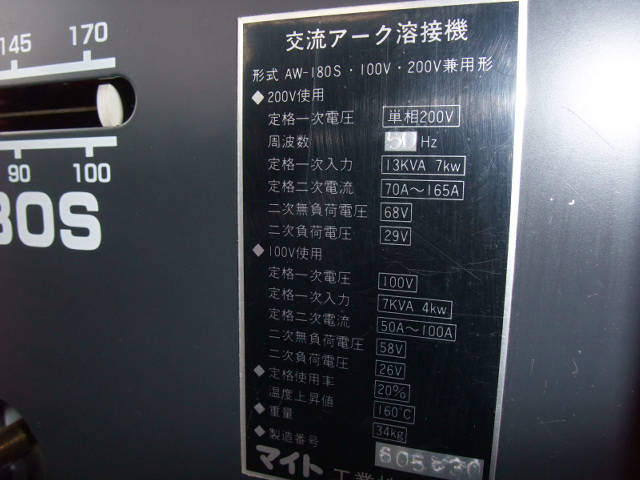 145 170
90 100
80S
交流アーク溶接機
形式 AW-180S・100V・200V兼用形
◆200V使用
定格一次電圧 単相200V
周波数 50 Hz
定格一次入力 13KVA 7kw
定格二次電流 70A～165A
二次無負荷電圧 68V
二次負荷電圧 29V
◆100V使用
定格一次電圧 100V
定格一次入力 7KVA 4kw
定格二次電流 50A～100A
二次無負荷電圧 58V
二次負荷電圧 26V
◆定格使用率 20%
温度上昇値 160℃
◆重量 34kg
◆製造番号 605530
マイト工業